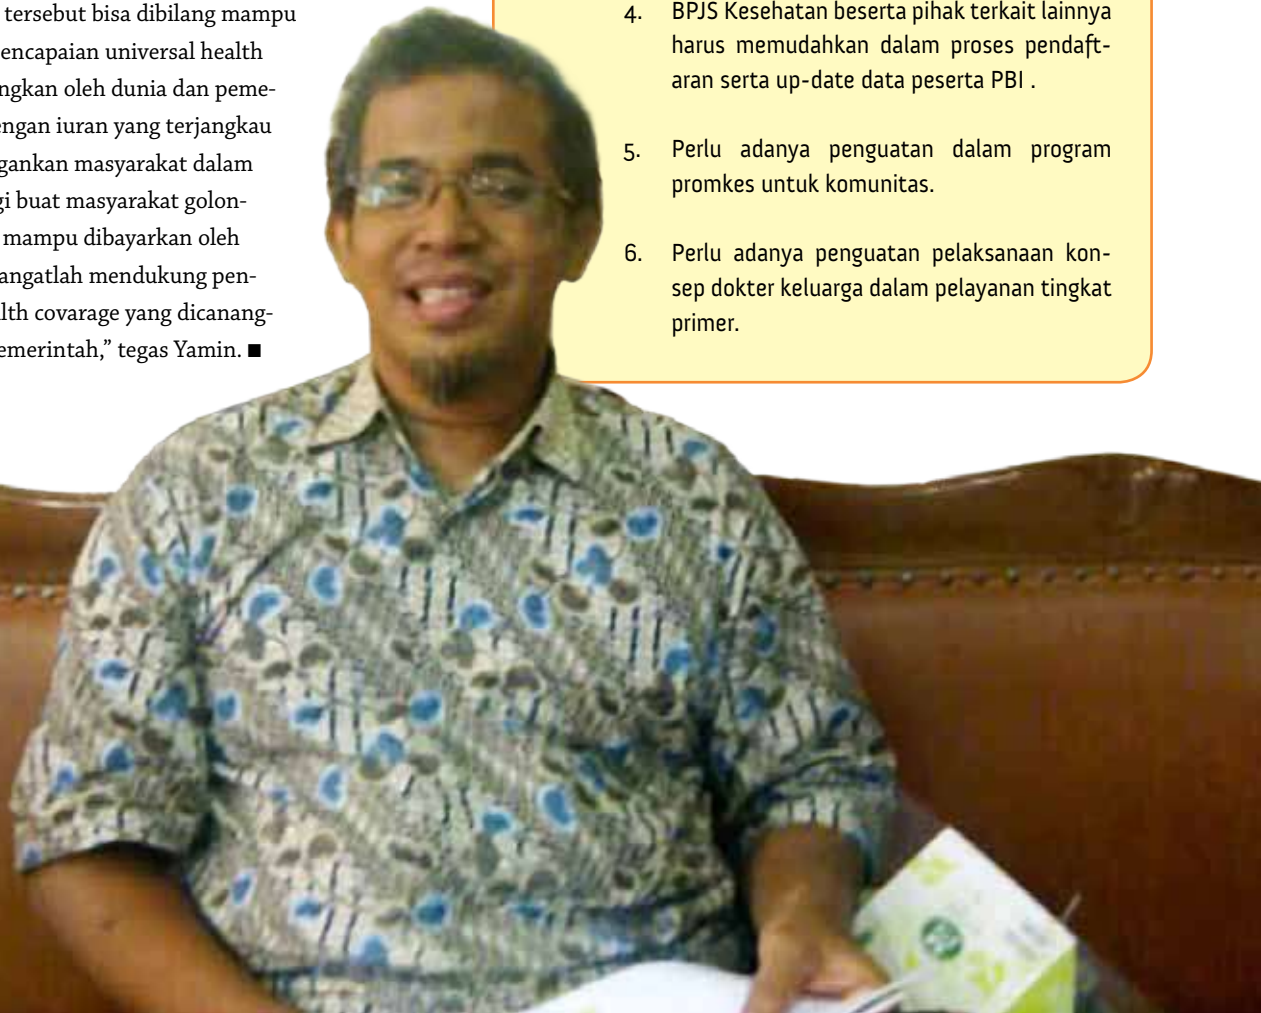 tersebut bisa dibilang mampu
encapaian universal health
ngkan oleh dunia dan peme-
engan iuran yang terjangkau
gankan masyarakat dalam
gi buat masyarakat golon-
mampu dibayarkan oleh
angatlah mendukung pen-
lth covarage yang dicanang-
emerintah,” tegas Yamin. ■
4. BPJS Kesehatan beserta pihak terkait lainnya
harus memudahkan dalam proses pendaft-
aran serta up-date data peserta PBI .
5. Perlu adanya penguatan dalam program
promkes untuk komunitas.
6. Perlu adanya penguatan pelaksanaan kon-
sep dokter keluarga dalam pelayanan tingkat
primer.